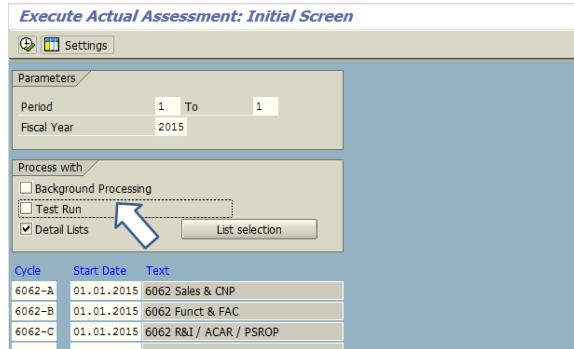 Execute Actual Assessment: Initial Screen
Settings
Parameters
Period 1 To 1
Fiscal Year 2015
Process with
Background Processing
Test Run
Detail Lists List selection
Cycle Start Date Text
6062-A 01.01.2015 6062 Sales & CNP
6062-B 01.01.2015 6062 Funct & FAC
6062-C 01.01.2015 6062 R&I / ACAR / PSROP